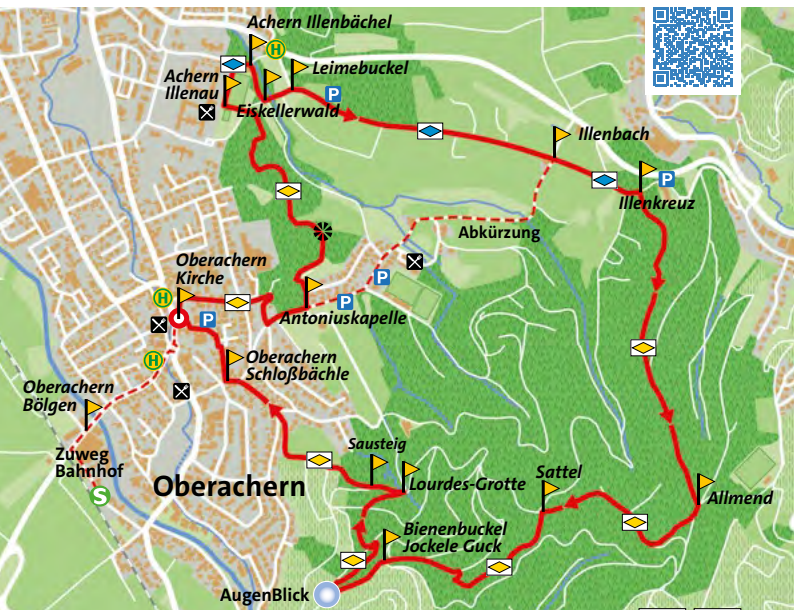 Achern Illenbächel
H
Leimebuckel
Achern
Illenau
P
Eiskellerwald
Illenbach
P
Illenkreuz
Abkürzung
Oberachern
Kirche
P
H
P
Antoniuskapelle
P
H
Oberachern
Schloßbächle
Oberachern
Bölgen
Zuweg
Bahnhof
S
Oberachern
Sausteig
Lourdes-Grotte
Sattel
Allmend
Bienenbuckel
Jockele Guck
AugenBlick